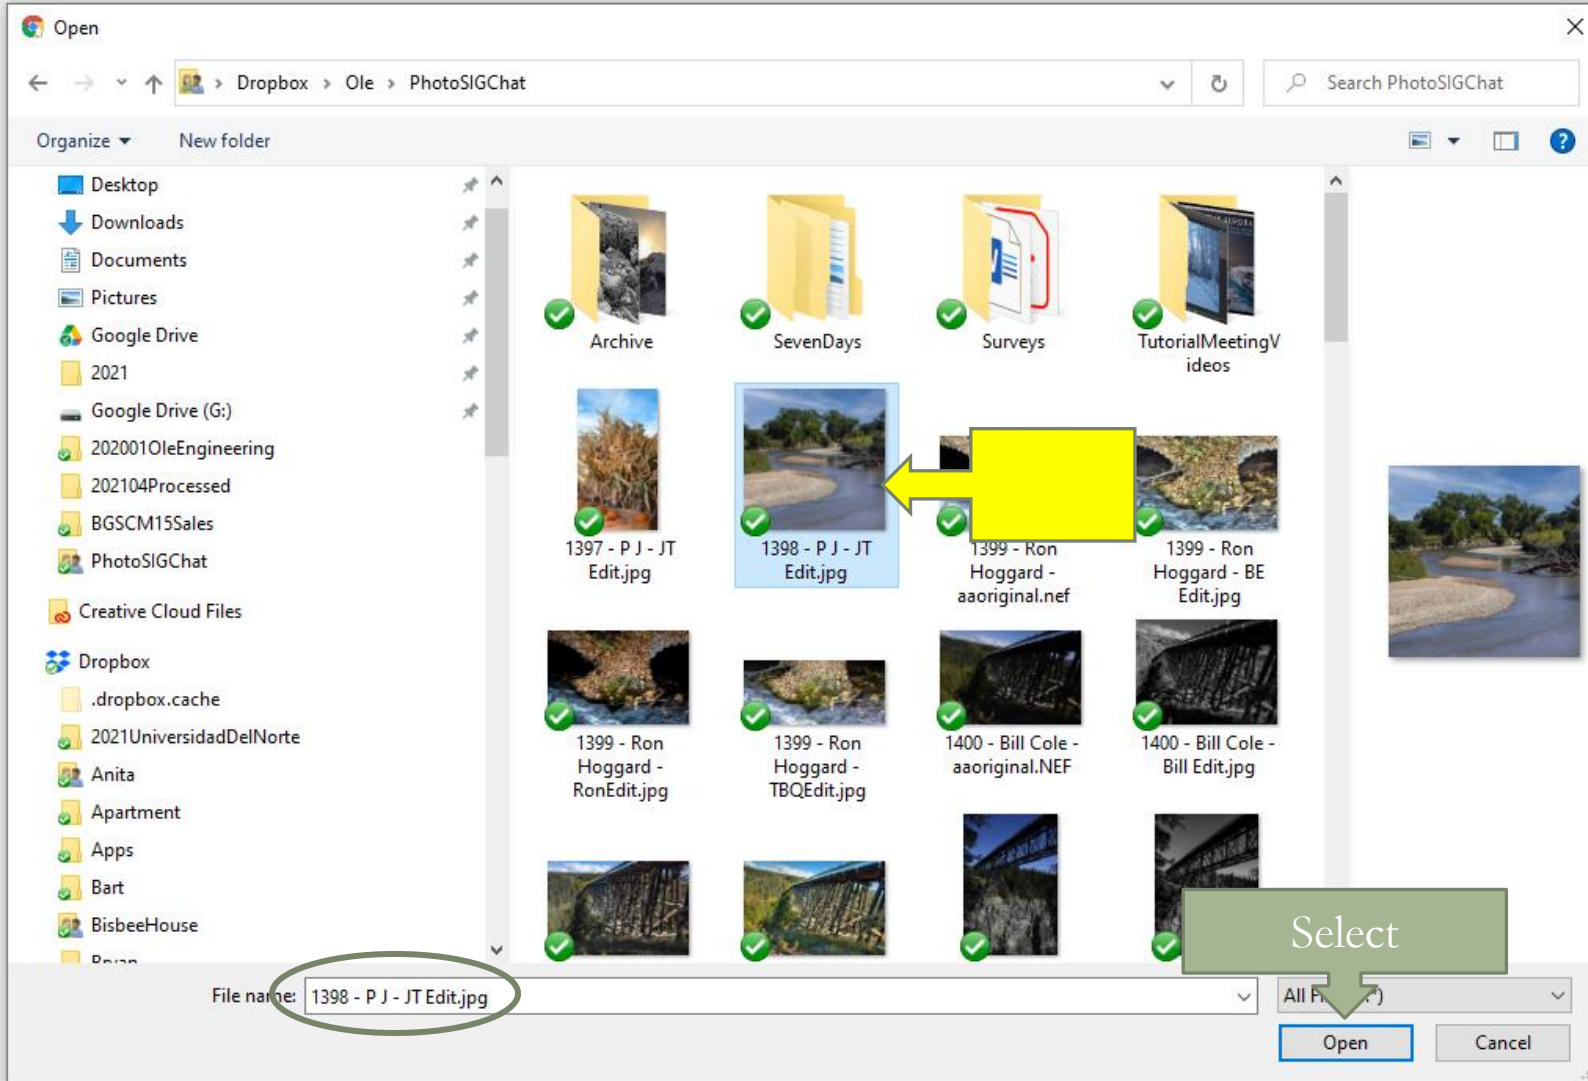 Open
Dropbox › Ole › PhotoSIGChat
Search PhotoSIGChat
Organize
New folder
?
Desktop
Downloads
Documents
Pictures
Google Drive
2021
Google Drive (G:)
202001OleEngineering
202104Processed
BGSCM15Sales
PhotoSIGChat
Creative Cloud Files
Dropbox
.dropbox.cache
2021UniversidadDelNorte
Anita
Apartment
Apps
Bart
BisbeeHouse
Bryan
Archive
SevenDays
Surveys
TutorialMeetingV
ideos
1397 - P J - JT
Edit.jpg
1398 - P J - JT
Edit.jpg
1399 - Ron
Hoggard -
aaoriginal.nef
1399 - Ron
Hoggard - BE
Edit.jpg
1399 - Ron
Hoggard -
RonEdit.jpg
1399 - Ron
Hoggard -
TBQEdit.jpg
1400 - Bill Cole -
aaoriginal.NEF
1400 - Bill Cole -
Bill Edit.jpg
Select
File name:
1398 - P J - JT Edit.jpg
All
Open
Cancel